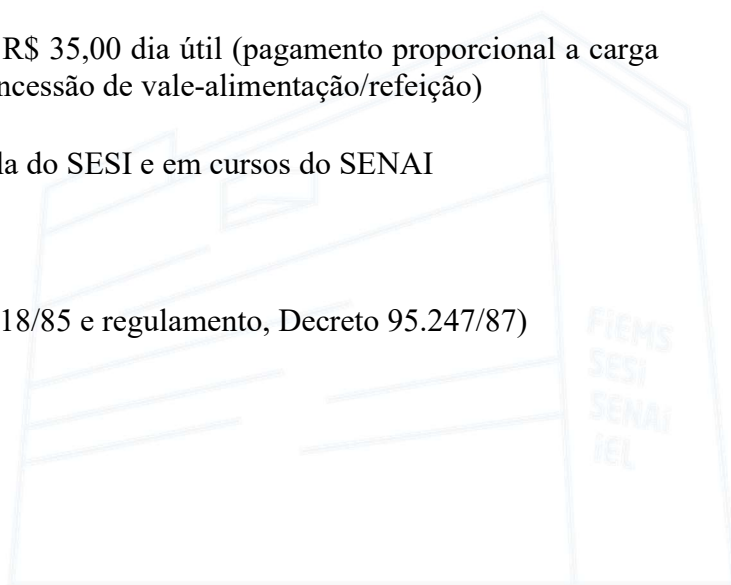 R$ 35,00 dia útil (pagamento proporcional a carga
ncessão de vale-alimentação/refeição)
la do SESI e em cursos do SENAI
18/85 e regulamento, Decreto 95.247/87)
FiEMS
SESI
SENAI
iEL